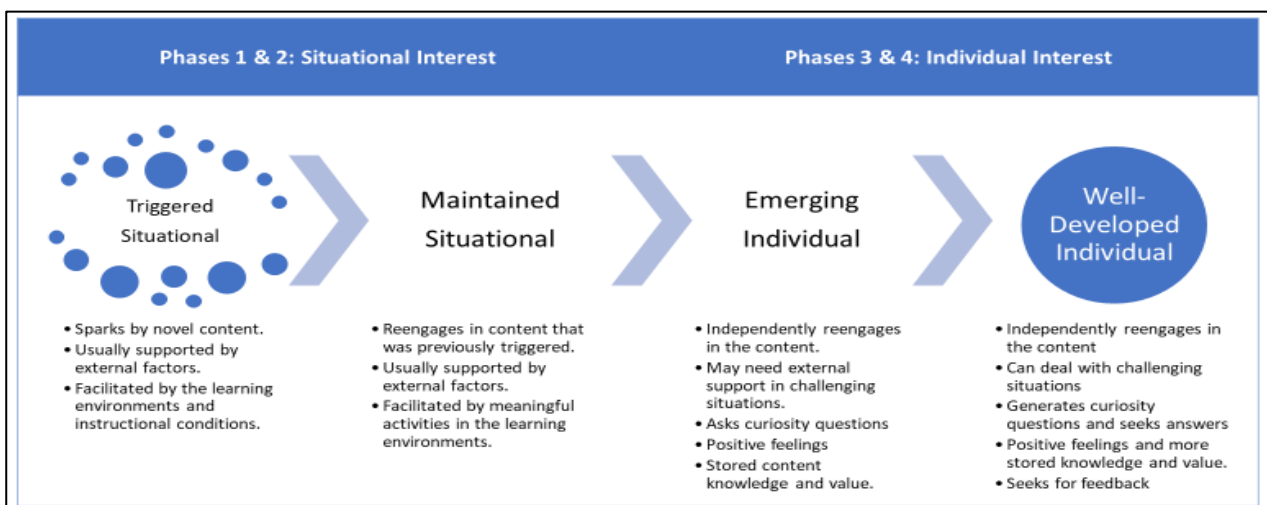 Phases 1 & 2: Situational Interest
Phases 3 & 4: Individual Interest
Triggered
Situational
Maintained
Situational
Emerging
Individual
Well-
Developed
Individual
• Sparks by novel content.
• Usually supported by
external factors.
• Facilitated by the learning
environments and
instructional conditions.
• Reengages in content that
was previously triggered.
• Usually supported by
external factors.
• Facilitated by meaningful
activities in the learning
environments.
• Independently reengages
in the content.
• May need external
support in challenging
situations.
• Asks curiosity questions
• Positive feelings
• Stored content
knowledge and value.
• Independently reengages in
the content
• Can deal with challenging
situations
• Generates curiosity
questions and seeks answers
• Positive feelings and more
stored knowledge and value.
• Seeks for feedback